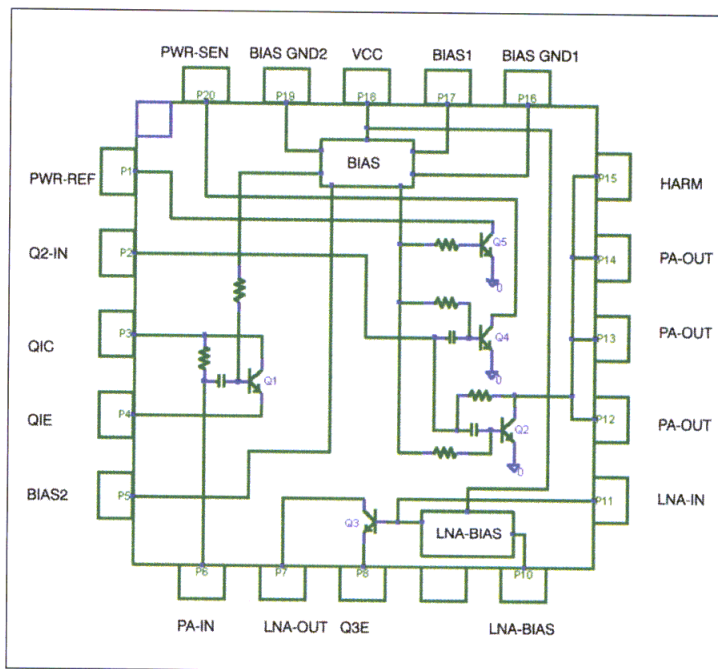 PWR-SEN BIAS GND2 VCC BIAS1 BIAS GND1
P20 P19 P18 P17 P16
BIAS
PWR-REF P1 P15 HARM
Q5
Q2-IN P2 P14 PA-OUT
0
QIC P3 Q4 P13 PA-OUT
Q1 0
QIE P4 Q2 P12 PA-OUT
0
BIAS2 P5 P11 LNA-IN
Q3 LNA-BIAS
P6 P7 P8 P10
PA-IN LNA-OUT Q3E LNA-BIAS